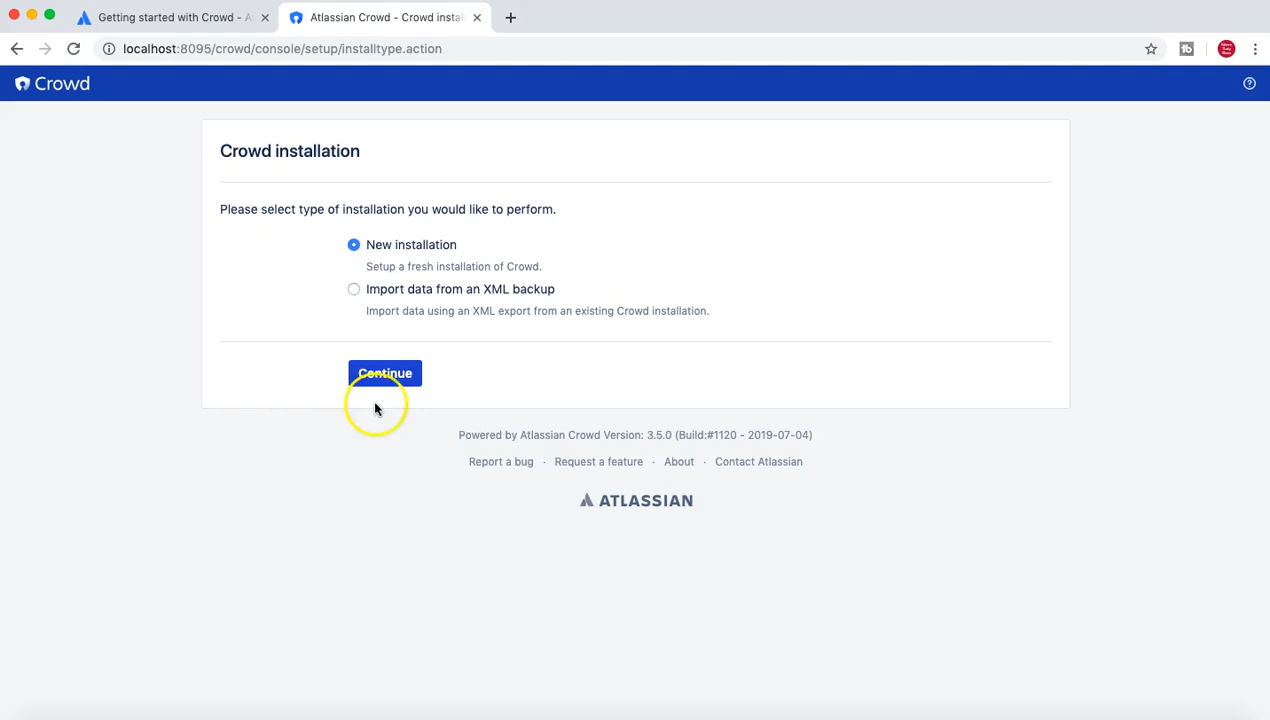 Getting started with Crowd - A
Atlassian Crowd - Crowd instal
localhost:8095/crowd/console/setup/installtype.action
Crowd
Crowd installation
Please select type of installation you would like to perform.
New installation
Setup a fresh installation of Crowd.
Import data from an XML backup
Import data using an XML export from an existing Crowd installation.
Continue
Powered by Atlassian Crowd Version: 3.5.0 (Build:#1120 - 2019-07-04)
Report a bug · Request a feature · About · Contact Atlassian
ATLASSIAN